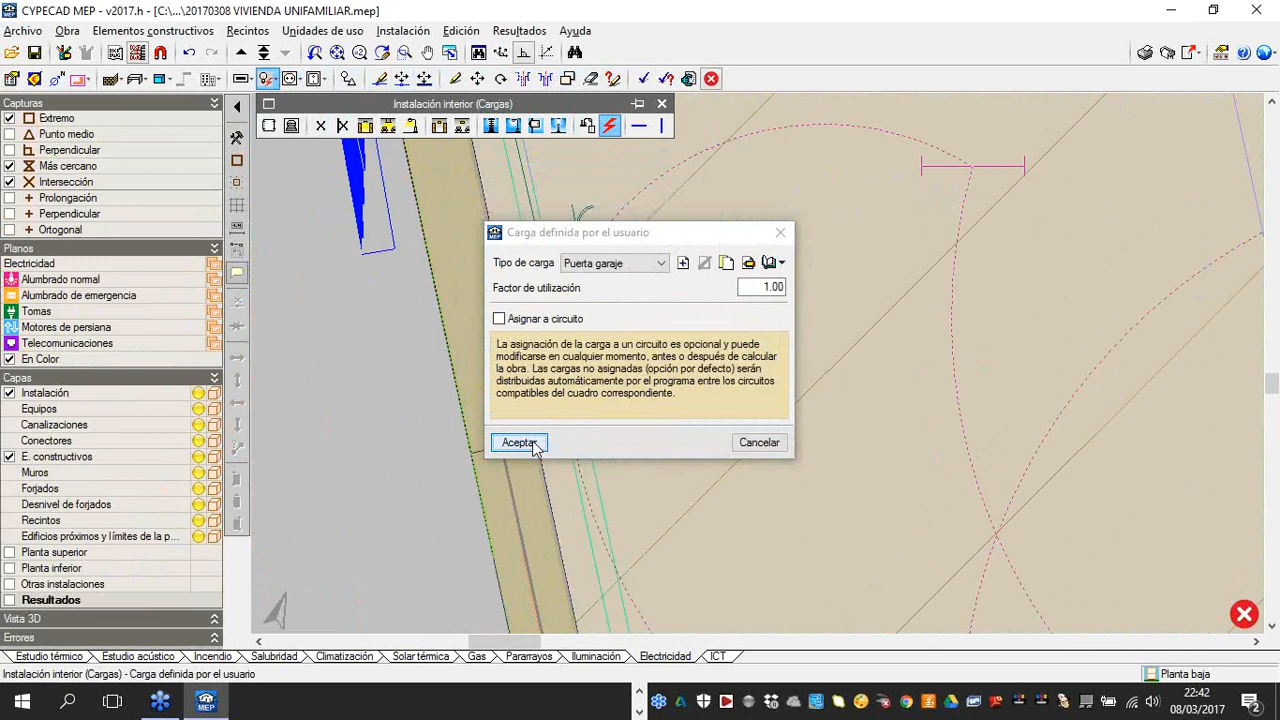 CYPECAD MEP - v2017.h - [C:\...\20170308 VIVIENDA UNIFAMILIAR.mep]
Archivo Obra Elementos constructivos Recintos Unidades de uso Instalación Edición Resultados Ayuda
Capturas
Extremo
Punto medio
Perpendicular
Más cercano
Intersección
Prolongación
Perpendicular
Ortogonal
Planos
Electricidad
Alumbrado normal
Alumbrado de emergencia
Tomas
Motores de persiana
Telecomunicaciones
En Color
Capas
Instalación
Equipos
Canalizaciones
Conectores
E. constructivos
Muros
Forjados
Desnivel de forjados
Recintos
Edificios próximos y límites de la p...
Planta superior
Planta inferior
Otras instalaciones
Resultados
Vista 3D
Errores
Instalación interior (Cargas)
MEP Carga definida por el usuario
Tipo de carga Puerta garaje
Factor de utilización 1.00
Asignar a circuito
La asignación de la carga a un circuito es opcional y puede
modificarse en cualquier momento, antes o después de calcular
la obra. Las cargas no asignadas (opción por defecto) serán
distribuidas automáticamente por el programa entre los circuitos
compatibles del cuadro correspondiente.
Aceptar Cancelar
Estudio térmico Estudio acústico Incendio Salubridad Climatización Solar térmica Gas Pararrayos Iluminación Electricidad ICT
Instalación interior (Cargas) - Carga definida por el usuario
Planta baja
MEP
22:42
08/03/2017
2